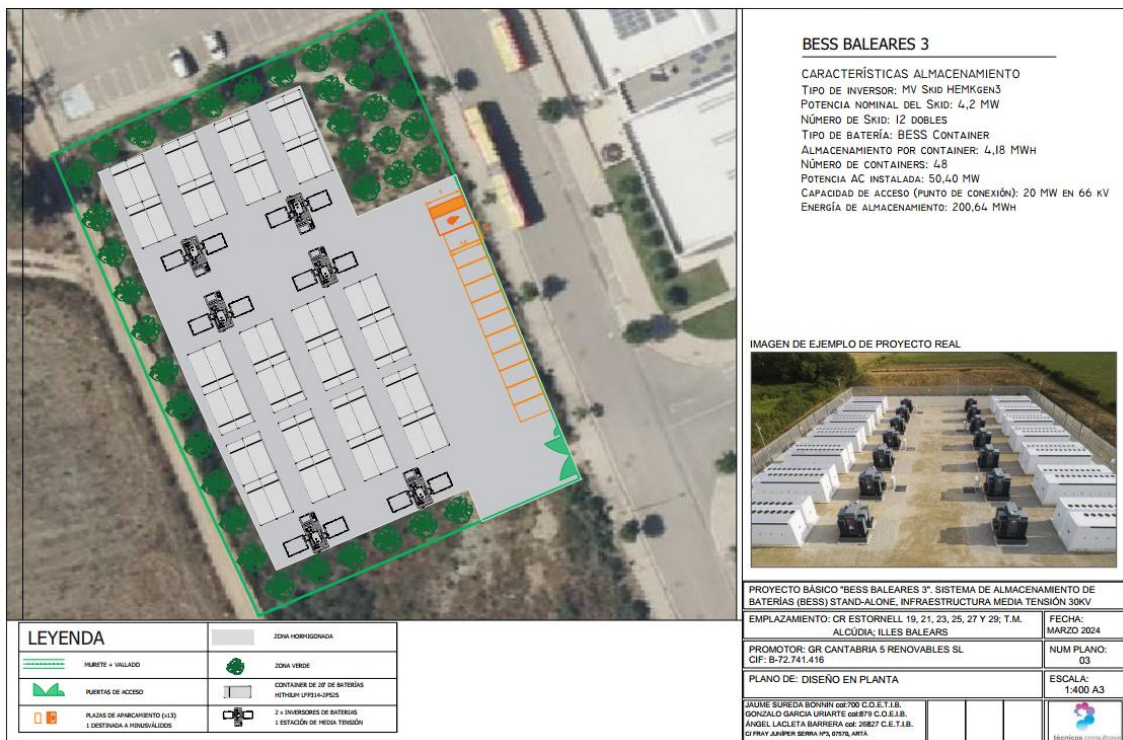 BESS BALEARES 3
CARACTERÍSTICAS ALMACENAMIENTO
TIPO DE INVERSOR: MV SKID HEMKGEN3
POTENCIA NOMINAL DEL SKID: 4,2 MW
NÚMERO DE SKID: 12 DOBLES
TIPO DE BATERÍA: BESS CONTAINER
ALMACENAMIENTO POR CONTAINER: 4,18 MWH
NÚMERO DE CONTAINERS: 48
POTENCIA AC INSTALADA: 50,40 MW
CAPACIDAD DE ACCESO (PUNTO DE CONEXIÓN): 20 MW EN 66 KV
ENERGÍA DE ALMACENAMIENTO: 200,64 MWH
IMAGEN DE EJEMPLO DE PROYECTO REAL
PROYECTO BÁSICO "BESS BALEARES 3". SISTEMA DE ALMACENAMIENTO DE
BATERÍAS (BESS) STAND-ALONE, INFRAESTRUCTURA MEDIA TENSIÓN 30KV
EMPLAZAMIENTO: CR ESTORNELL 19, 21, 23, 25, 27 Y 29; T.M.
ALCÚDIA; ILLES BALEARS
FECHA:
MARZO 2024
PROMOTOR: GR CANTABRIA 5 RENOVABLES SL
CIF: B-72.741.416
NUM PLANO:
03
PLANO DE: DISEÑO EN PLANTA
ESCALA:
1:400 A3
JAUME SUREDA BONNIN col:700 C.O.E.T.I.B.
GONZALO GARCIA URIARTE col:879 C.O.E.I.B.
ÁNGEL LACLETA BARRERA col: 26827 C.E.T.I.B.
C/ FRAY JUNÍPER SERRA Nº3, 07570, ARTÀ
técnicos consultores
LEYENDA
MURETE + VALLADO
PUERTAS DE ACCESO
PLAZAS DE APARCAMIENTO (x13)
1 DESTINADA A MINUSVÁLIDOS
ZONA HORMIGONADA
ZONA VERDE
CONTAINER DE 20' DE BATERÍAS
HITHIUM LFP314-2P52S
2 x INVERSORES DE BATERIAS
1 ESTACIÓN DE MEDIA TENSIÓN